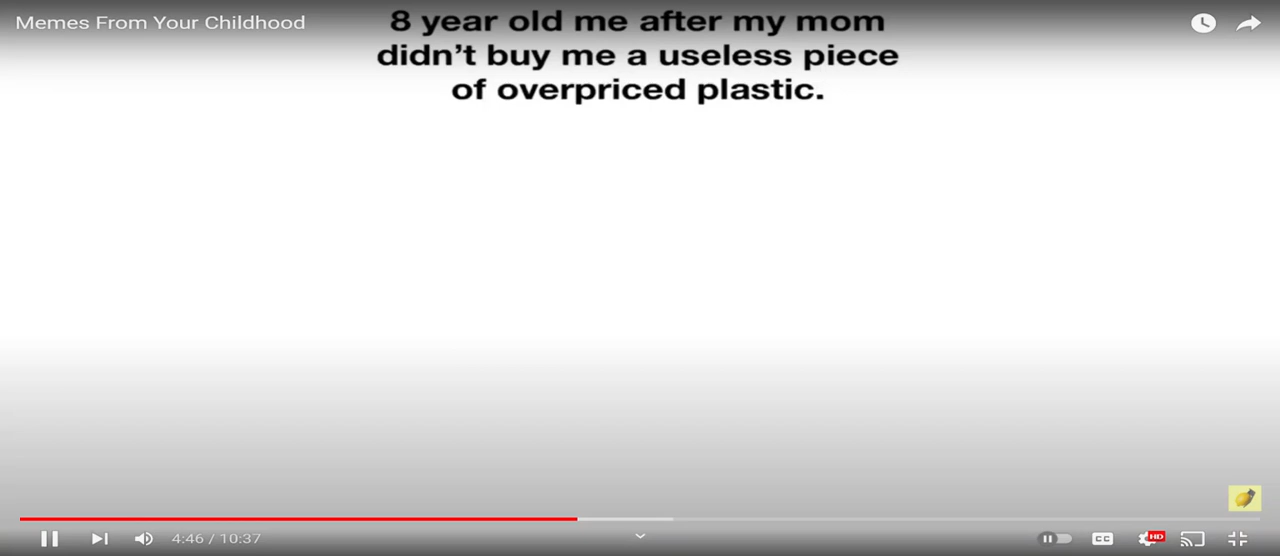 Memes From Your Childhood
8 year old me after my mom
didn't buy me a useless piece
of overpriced plastic.
4:46 / 10:37
CC
HD